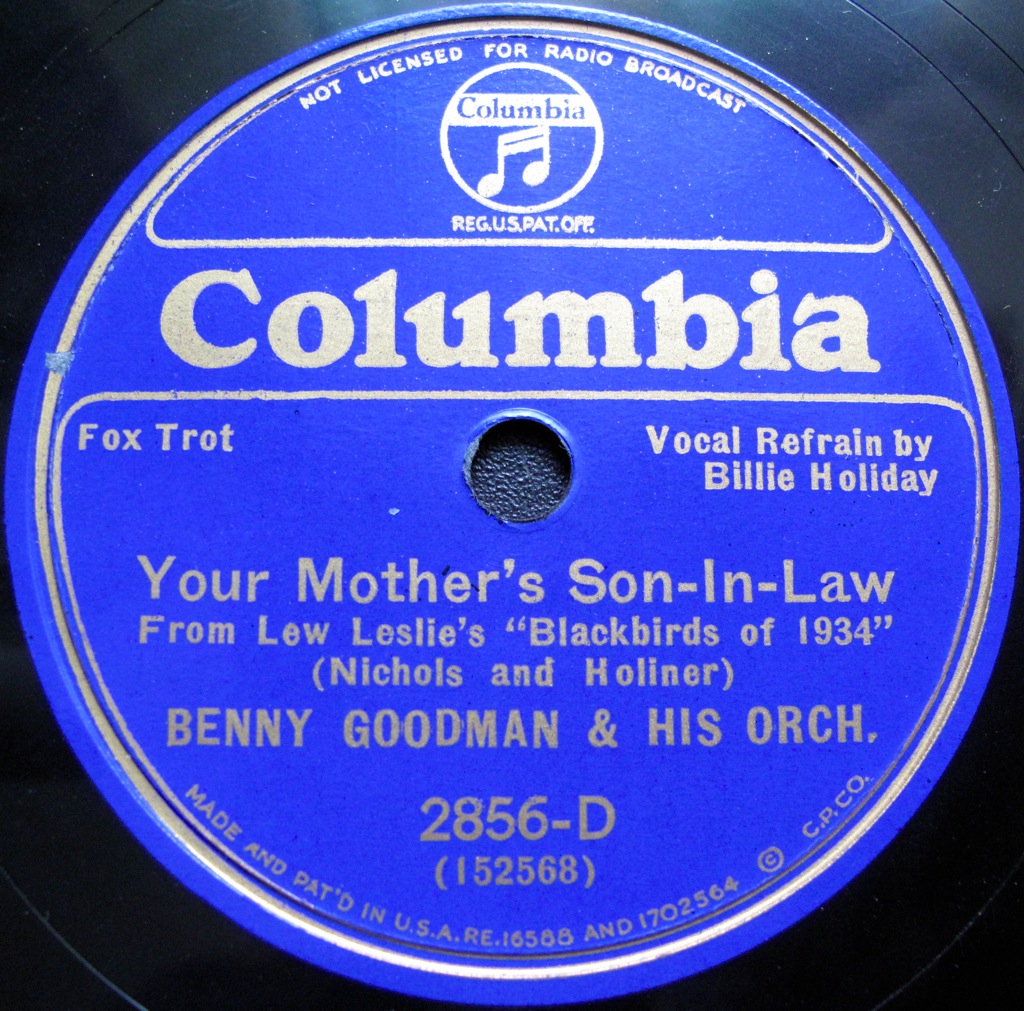 NOT LICENSED FOR RADIO BROADCAST
Columbia
REG.U.S.PAT.OFF.
Columbia
Fox Trot
Vocal Refrain by
Billie Holiday
Your Mother's Son-In-Law
From Lew Leslie's "Blackbirds of 1934"
(Nichols and Holiner)
BENNY GOODMAN & HIS ORCH.
2856-D
(152568)
MADE AND PAT'D IN U.S.A. RE.16588 AND 1702564 © C.P.CO.